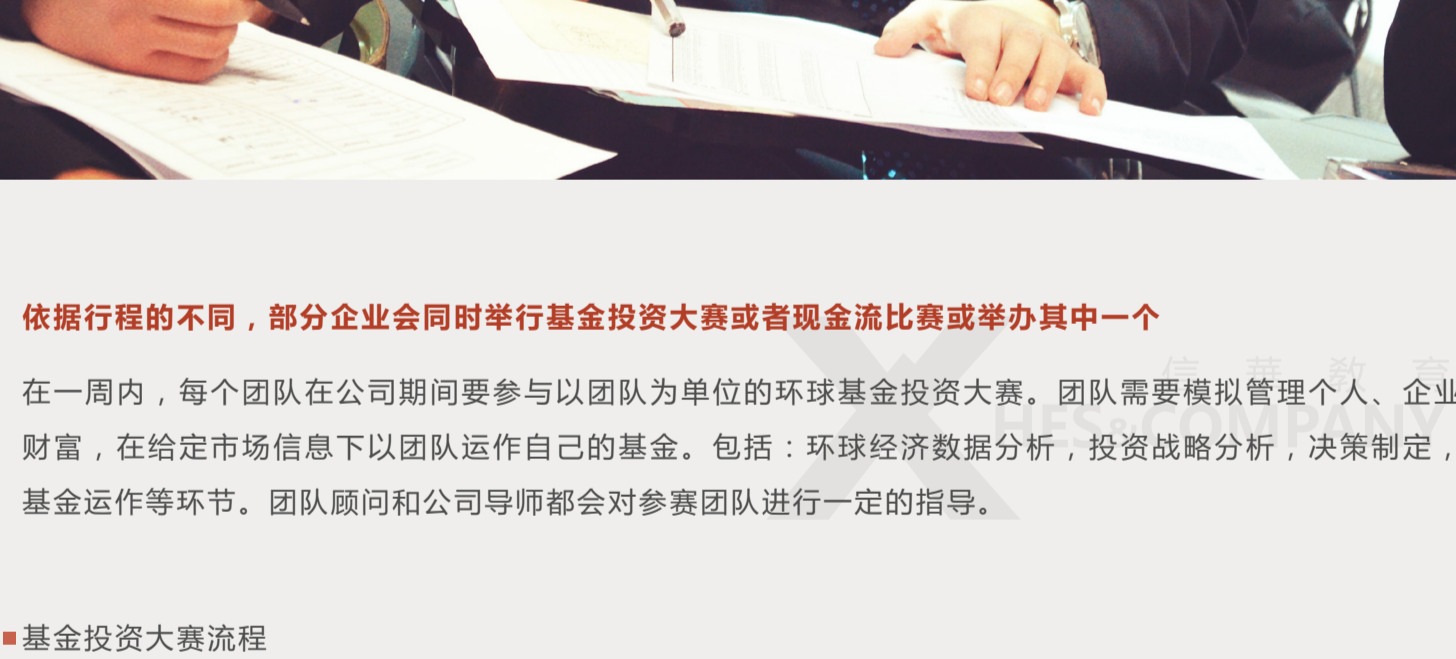 依据行程的不同，部分企业会同时举行基金投资大赛或者现金流比赛或举办其中一个
信 華 敎 育
在一周内，每个团队在公司期间要参与以团队为单位的环球基金投资大赛。团队需要模拟管理个人、企业
HES&COMPANY
财富，在给定市场信息下以团队运作自己的基金。包括：环球经济数据分析，投资战略分析，决策制定，
基金运作等环节。团队顾问和公司导师都会对参赛团队进行一定的指导。
基金投资大赛流程